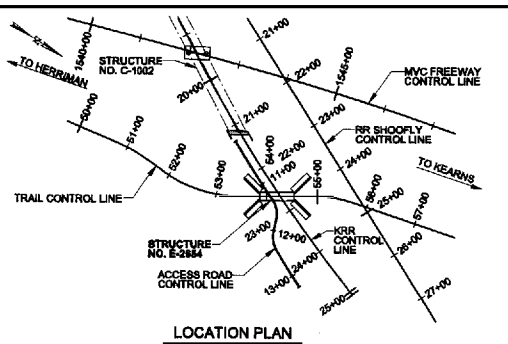 1540+00
21+00
STRUCTURE
NO. C-1002
22+00
1545+00
TO HERRIMAN
MVC FREEWAY
CONTROL LINE
50+00
20+00
21+00
23+00
RR SHOOFLY
CONTROL LINE
51+00
52+00
54+00
22+00
24+00
TO KEARNS
11+00
TRAIL CONTROL LINE
53+00
55+00
56+00
25+00
57+00
STRUCTURE
NO. E-2654
23+00
12+00
KRR
CONTROL
LINE
26+00
ACCESS ROAD
CONTROL LINE
24+00
13+00
25+00
27+00
LOCATION PLAN